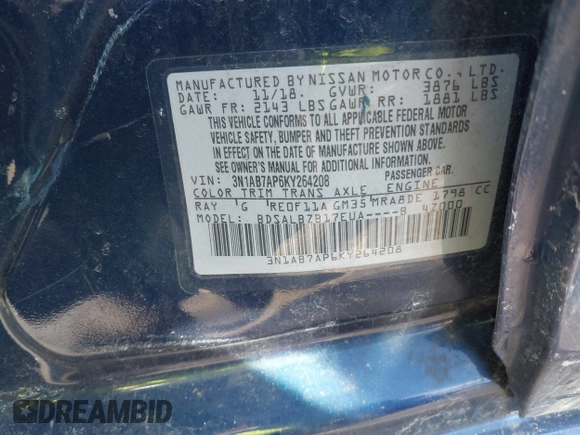 MANUFACTURED BY NISSAN MOTOR CO., LTD.
DATE: 11/18. GVWR: 3876 LBS
GAWR FR: 2143 LBS GAWR RR: 1881 LBS
THIS VEHICLE CONFORMS TO ALL APPLICABLE FEDERAL MOTOR
VEHICLE SAFETY, BUMPER AND THEFT PREVENTION STANDARDS
IN EFFECT ON THE DATE OF MANUFACTURE SHOWN ABOVE.
SEE OWNER'S MANUAL FOR ADDITIONAL INFORMATION.
VIN: 3N1AB7AP6KY264208 PASSENGER CAR.
COLOR TRIM TRANS AXLE ENGINE
RAY G RE0F11A GM35 MRA8DE 1798 CC
MODEL: BDSALBZB17EUA----B 42000
3N1AB7AP6KY264208
DREAMBID